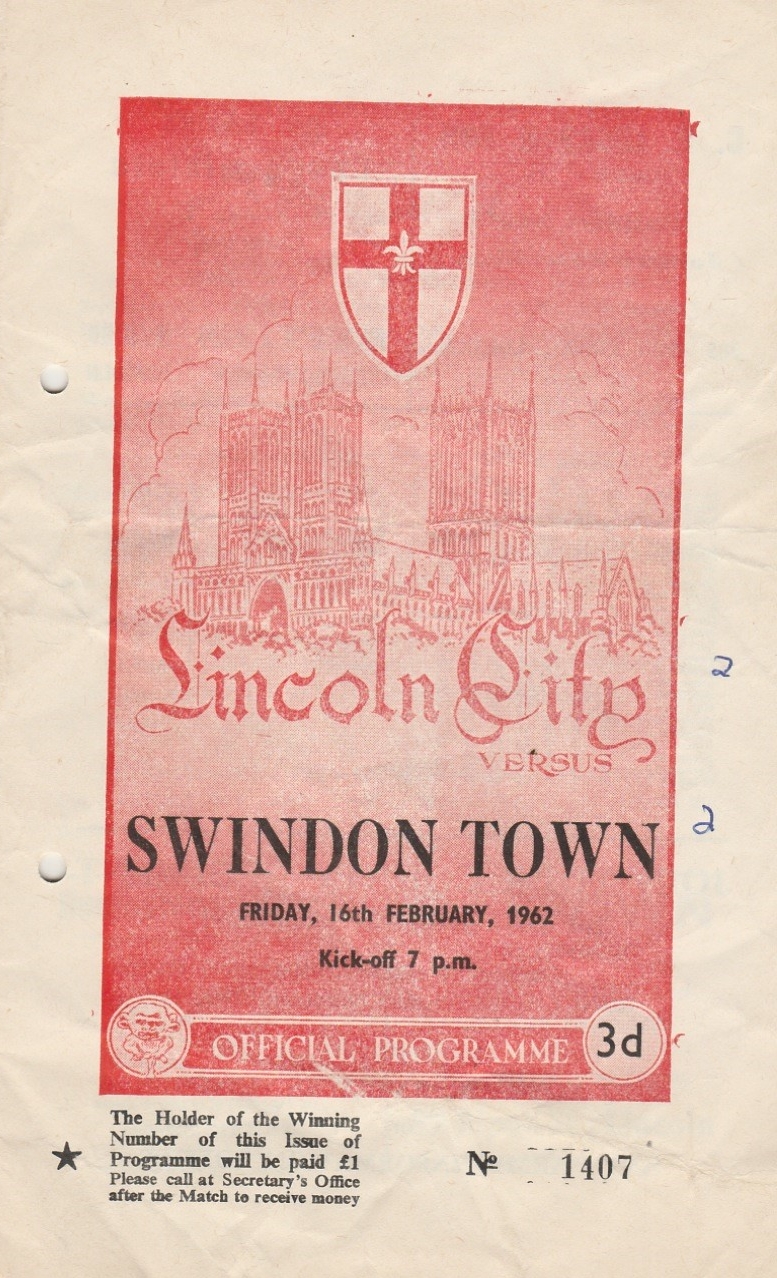 Lincoln City
VERSUS
SWINDON TOWN
FRIDAY, 16th FEBRUARY, 1962
Kick-off 7 p.m.
OFFICIAL PROGRAMME 3d
The Holder of the Winning
Number of this Issue of
Programme will be paid £1
Please call at Secretary's Office
after the Match to receive money
★
№ 1407
2
2